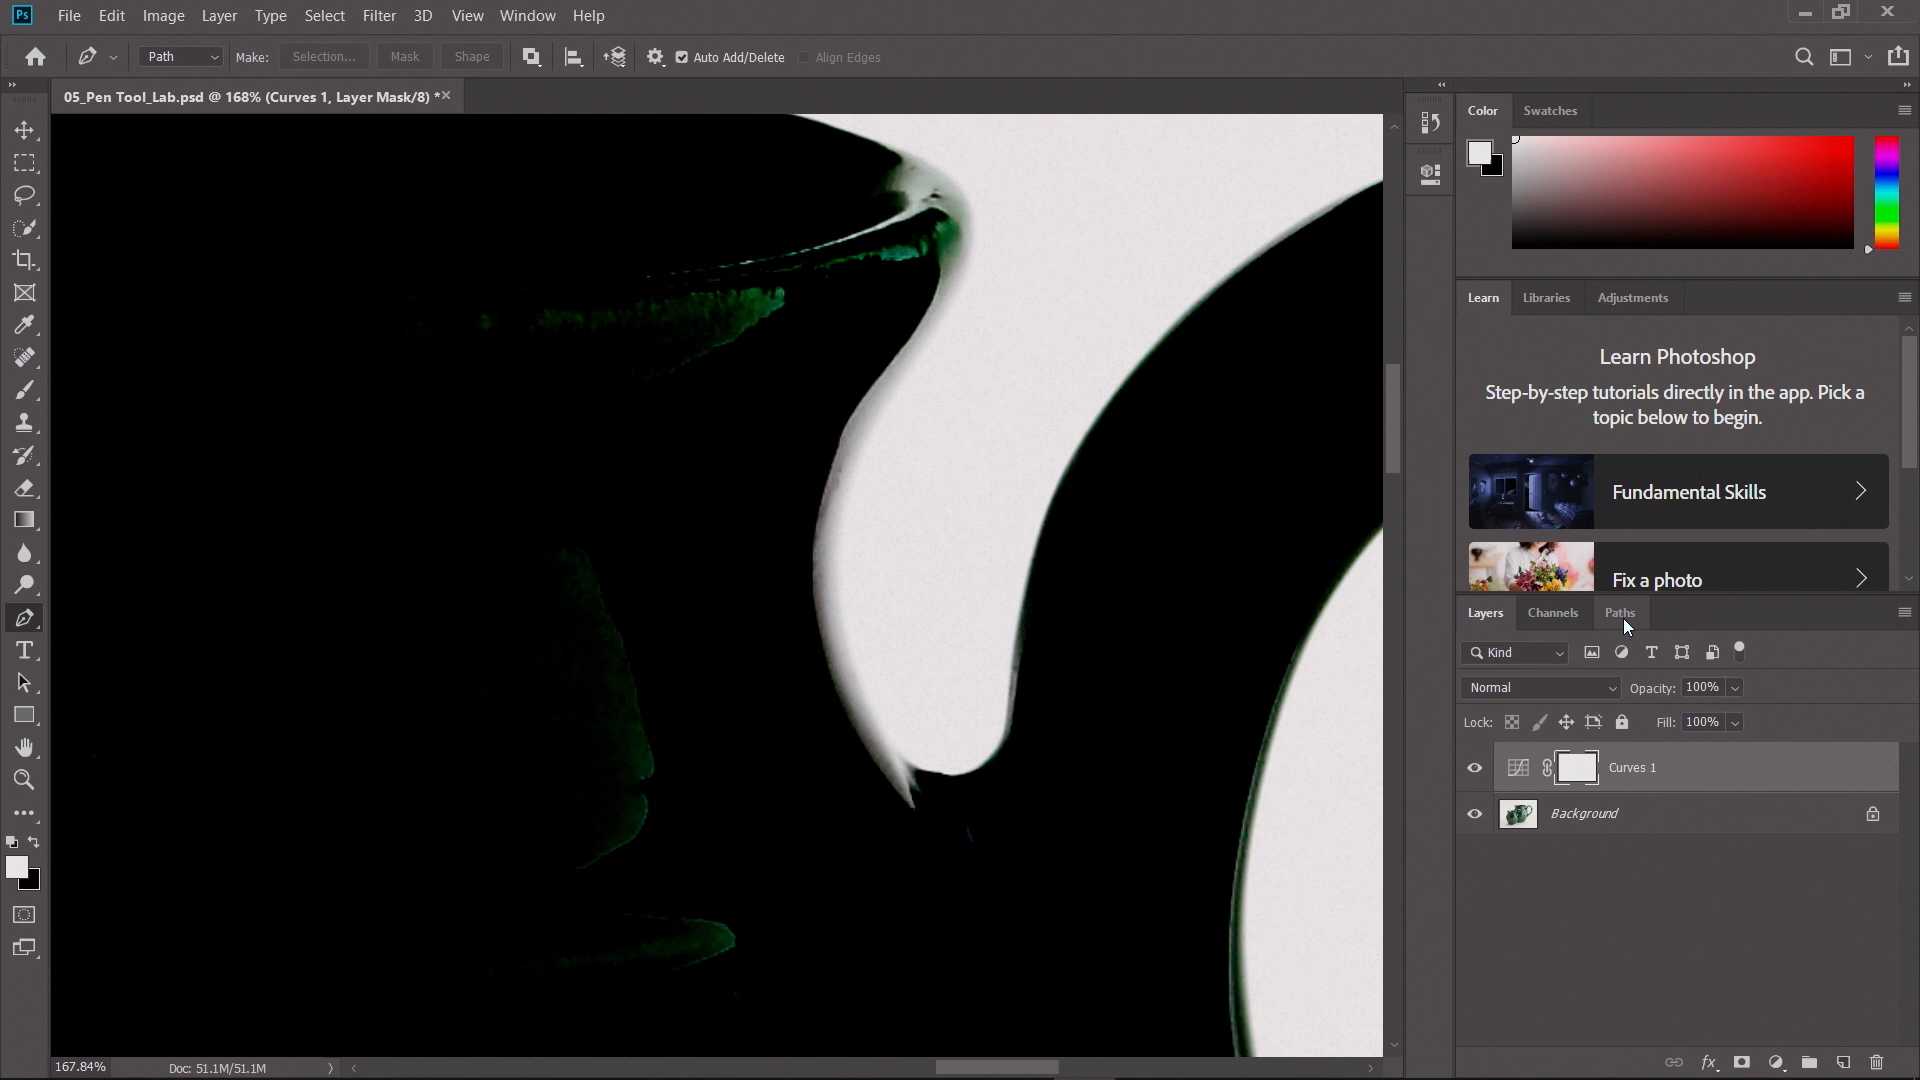 Ps File Edit Image Layer Type Select Filter 3D View Window Help
Path Make: Selection... Mask Shape Auto Add/Delete Align Edges
05_Pen Tool_Lab.psd @ 168% (Curves 1, Layer Mask/8) *
Color Swatches
Learn Libraries Adjustments
Learn Photoshop
Step-by-step tutorials directly in the app. Pick a
topic below to begin.
Fundamental Skills
Fix a photo
Layers Channels Paths
Kind
Normal Opacity: 100%
Lock: Fill: 100%
Curves 1
Background
fx
167.84% Doc: 51.1M/51.1M